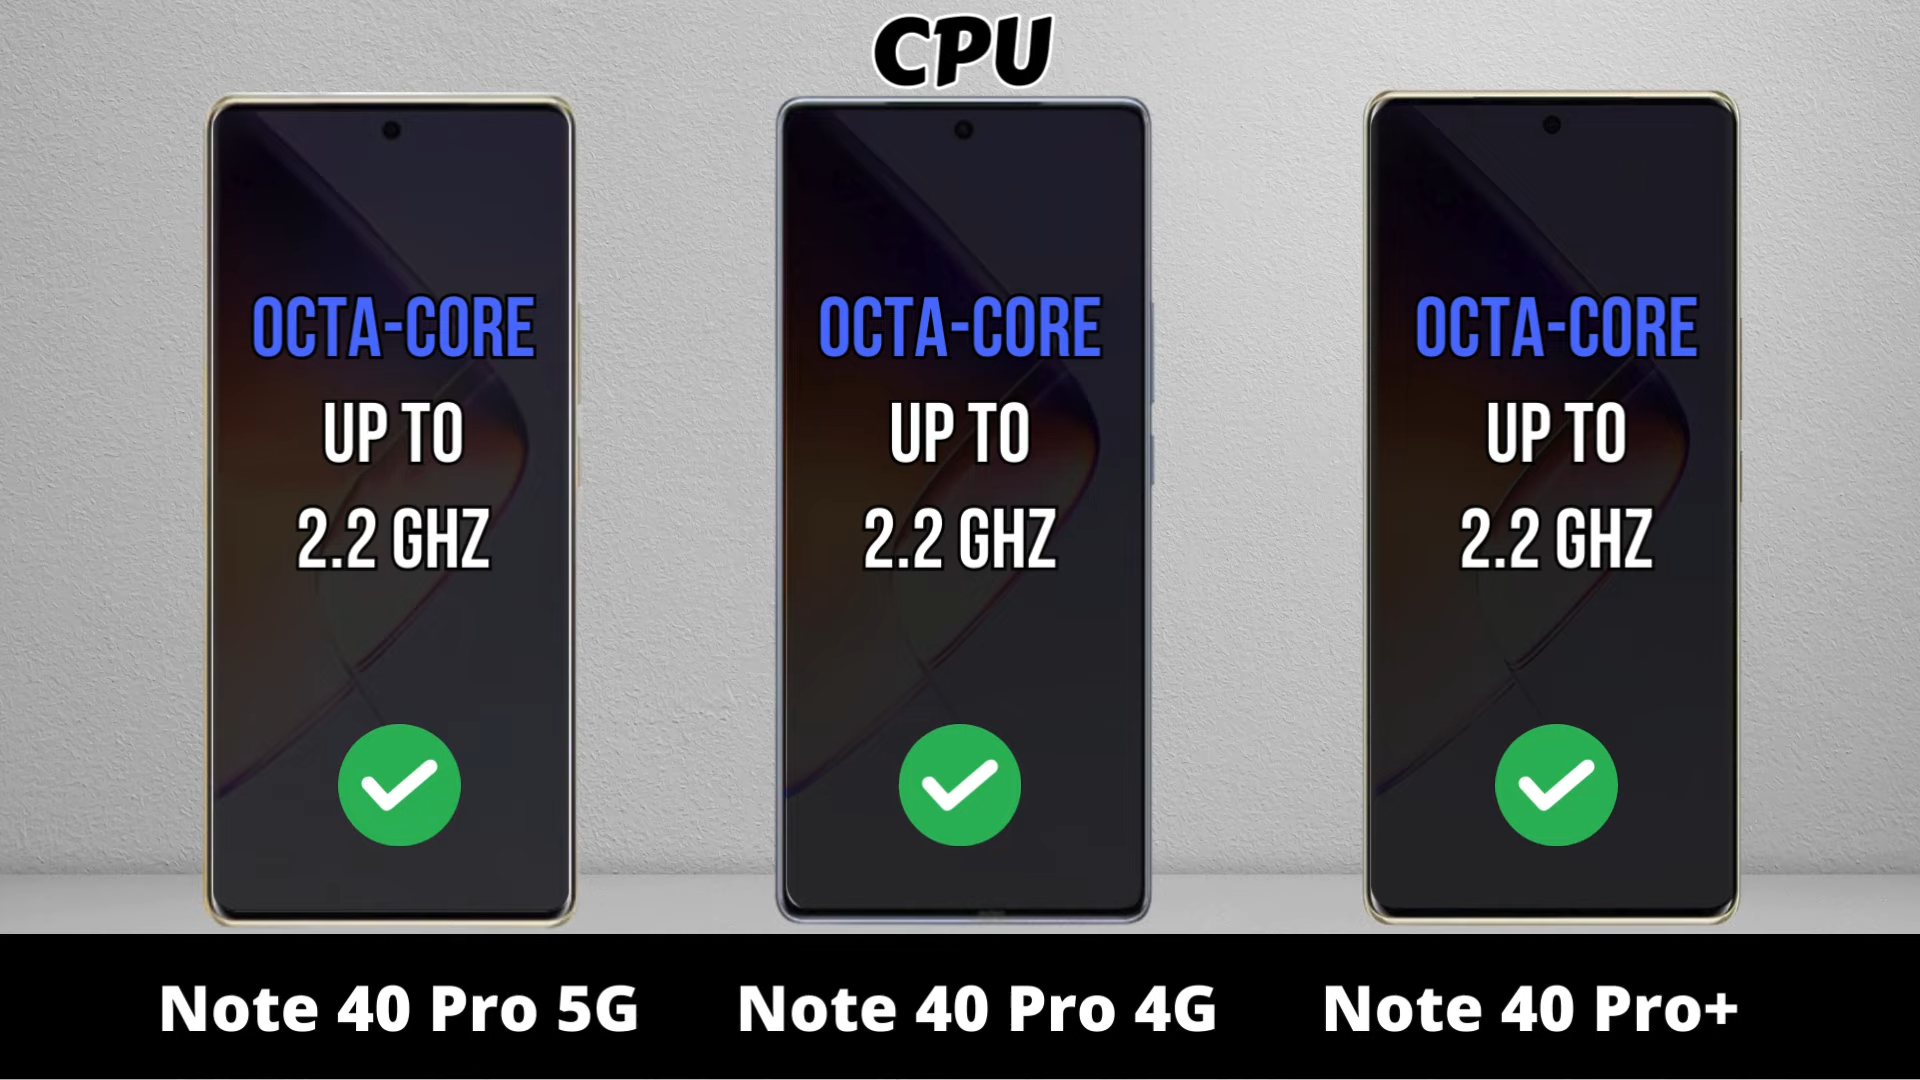 CPU
OCTA-CORE
UP TO
2.2 GHZ
OCTA-CORE
UP TO
2.2 GHZ
OCTA-CORE
UP TO
2.2 GHZ
Note 40 Pro 5G
Note 40 Pro 4G
Note 40 Pro+